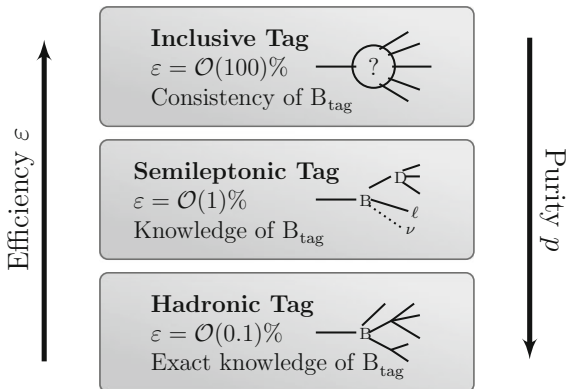 Efficiency ε
Inclusive Tag
ε = O(100)%
Consistency of B_tag
?
Semileptonic Tag
ε = O(1)%
Knowledge of B_tag
B
D
ℓ
ν
Hadronic Tag
ε = O(0.1)%
Exact knowledge of B_tag
B
Purity p